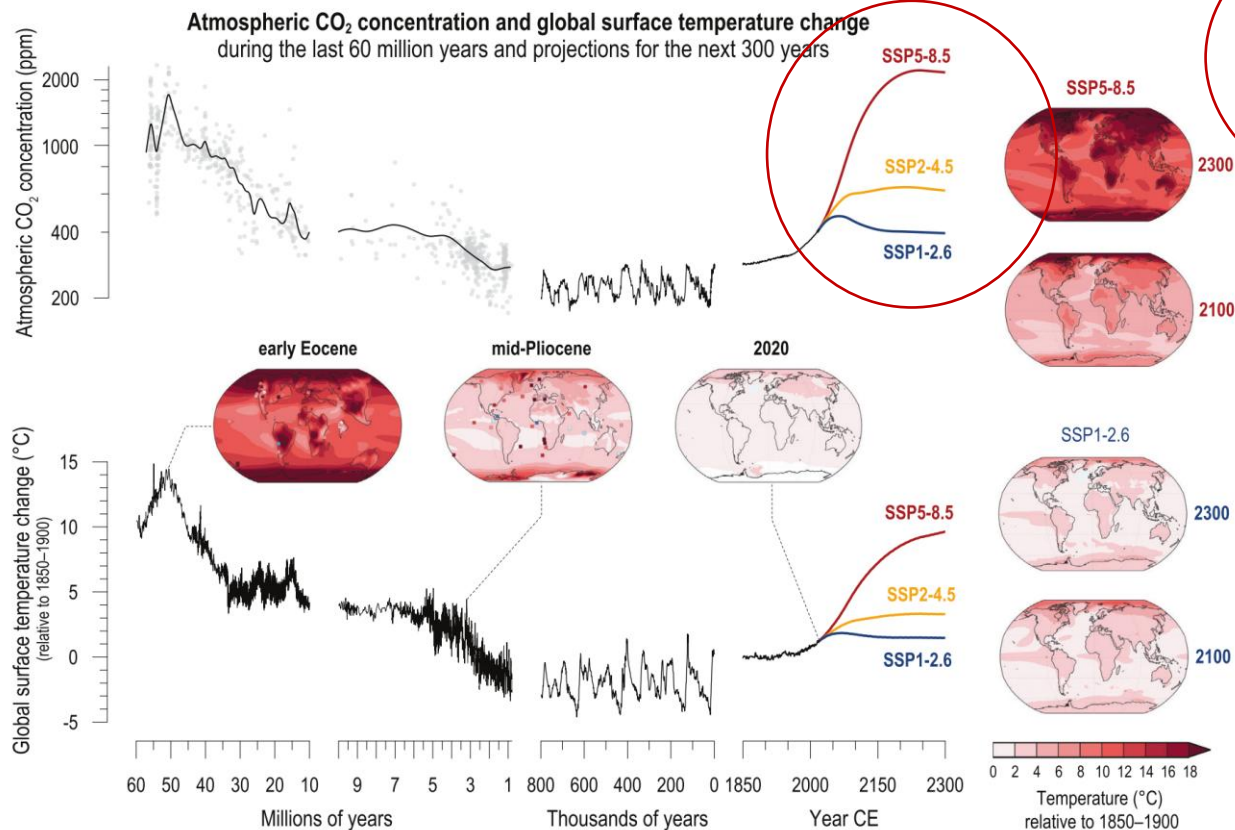 Atmospheric CO₂ concentration and global surface temperature change
during the last 60 million years and projections for the next 300 years
Atmospheric CO₂ concentration (ppm)
2000
1000
400
200
SSP5-8.5
SSP2-4.5
SSP1-2.6
SSP5-8.5
2300
2100
early Eocene
mid-Pliocene
2020
Global surface temperature change (°C)
(relative to 1850–1900)
15
10
5
0
-5
SSP5-8.5
SSP2-4.5
SSP1-2.6
SSP1-2.6
2300
2100
60 50 40 30 20 10
9 7 5 3 1
800 600 400 200 0
1850 2000 2150 2300
Millions of years
Thousands of years
Year CE
0 2 4 6 8 10 12 14 16 18
Temperature (°C)
relative to 1850–1900